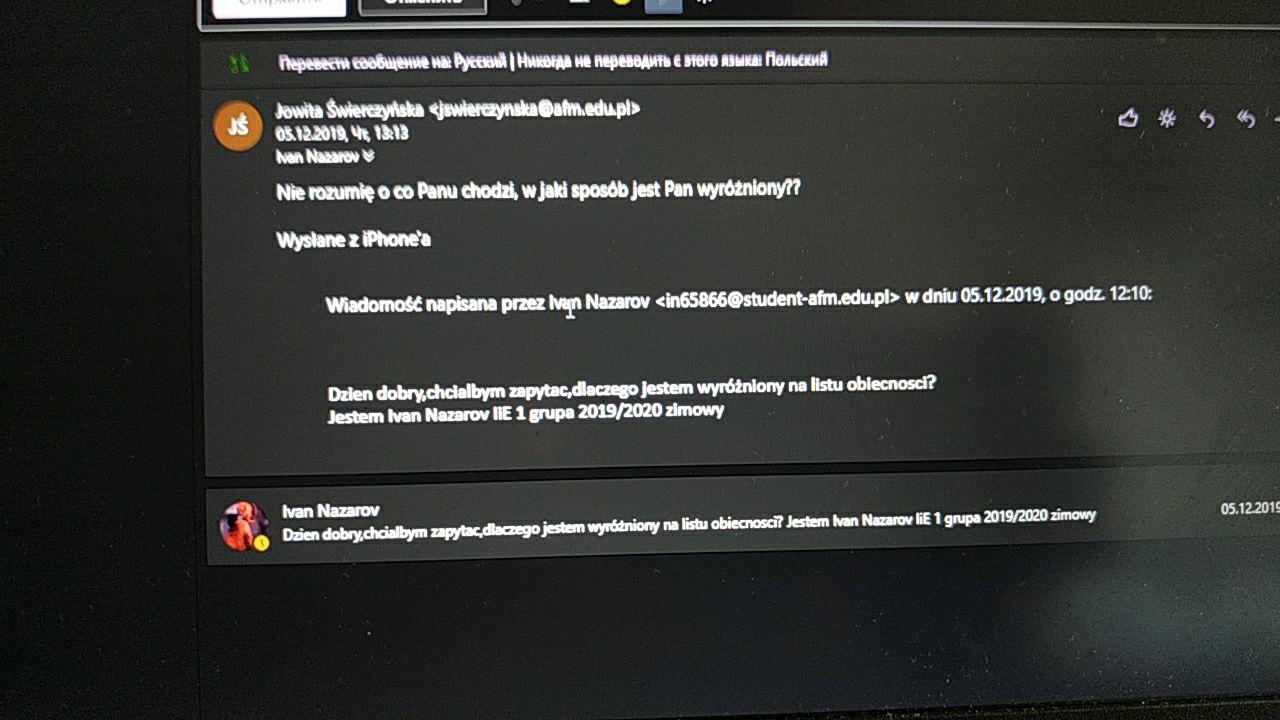 Отменить
Перевести сообщение на: Русский | Никогда не переводить с этого языка: Польский
JŚ
Jowita Świerczyńska <jswierczynska@afm.edu.pl>
05.12.2019, Чт, 13:13
Ivan Nazarov
Nie rozumię o co Panu chodzi, w jaki sposób jest Pan wyróżniony??
Wysłane z iPhone'a
Wiadomość napisana przez Ivan Nazarov <in65866@student-afm.edu.pl> w dniu 05.12.2019, o godz. 12:10:
Dzien dobry,chcialbym zapytac,dlaczego jestem wyróżniony na listu obiecnosci?
Jestem Ivan Nazarov IiE 1 grupa 2019/2020 zimowy
Ivan Nazarov
Dzien dobry,chcialbym zapytac,dlaczego jestem wyróżniony na listu obiecnosci? Jestem Ivan Nazarov IiE 1 grupa 2019/2020 zimowy
05.12.2019